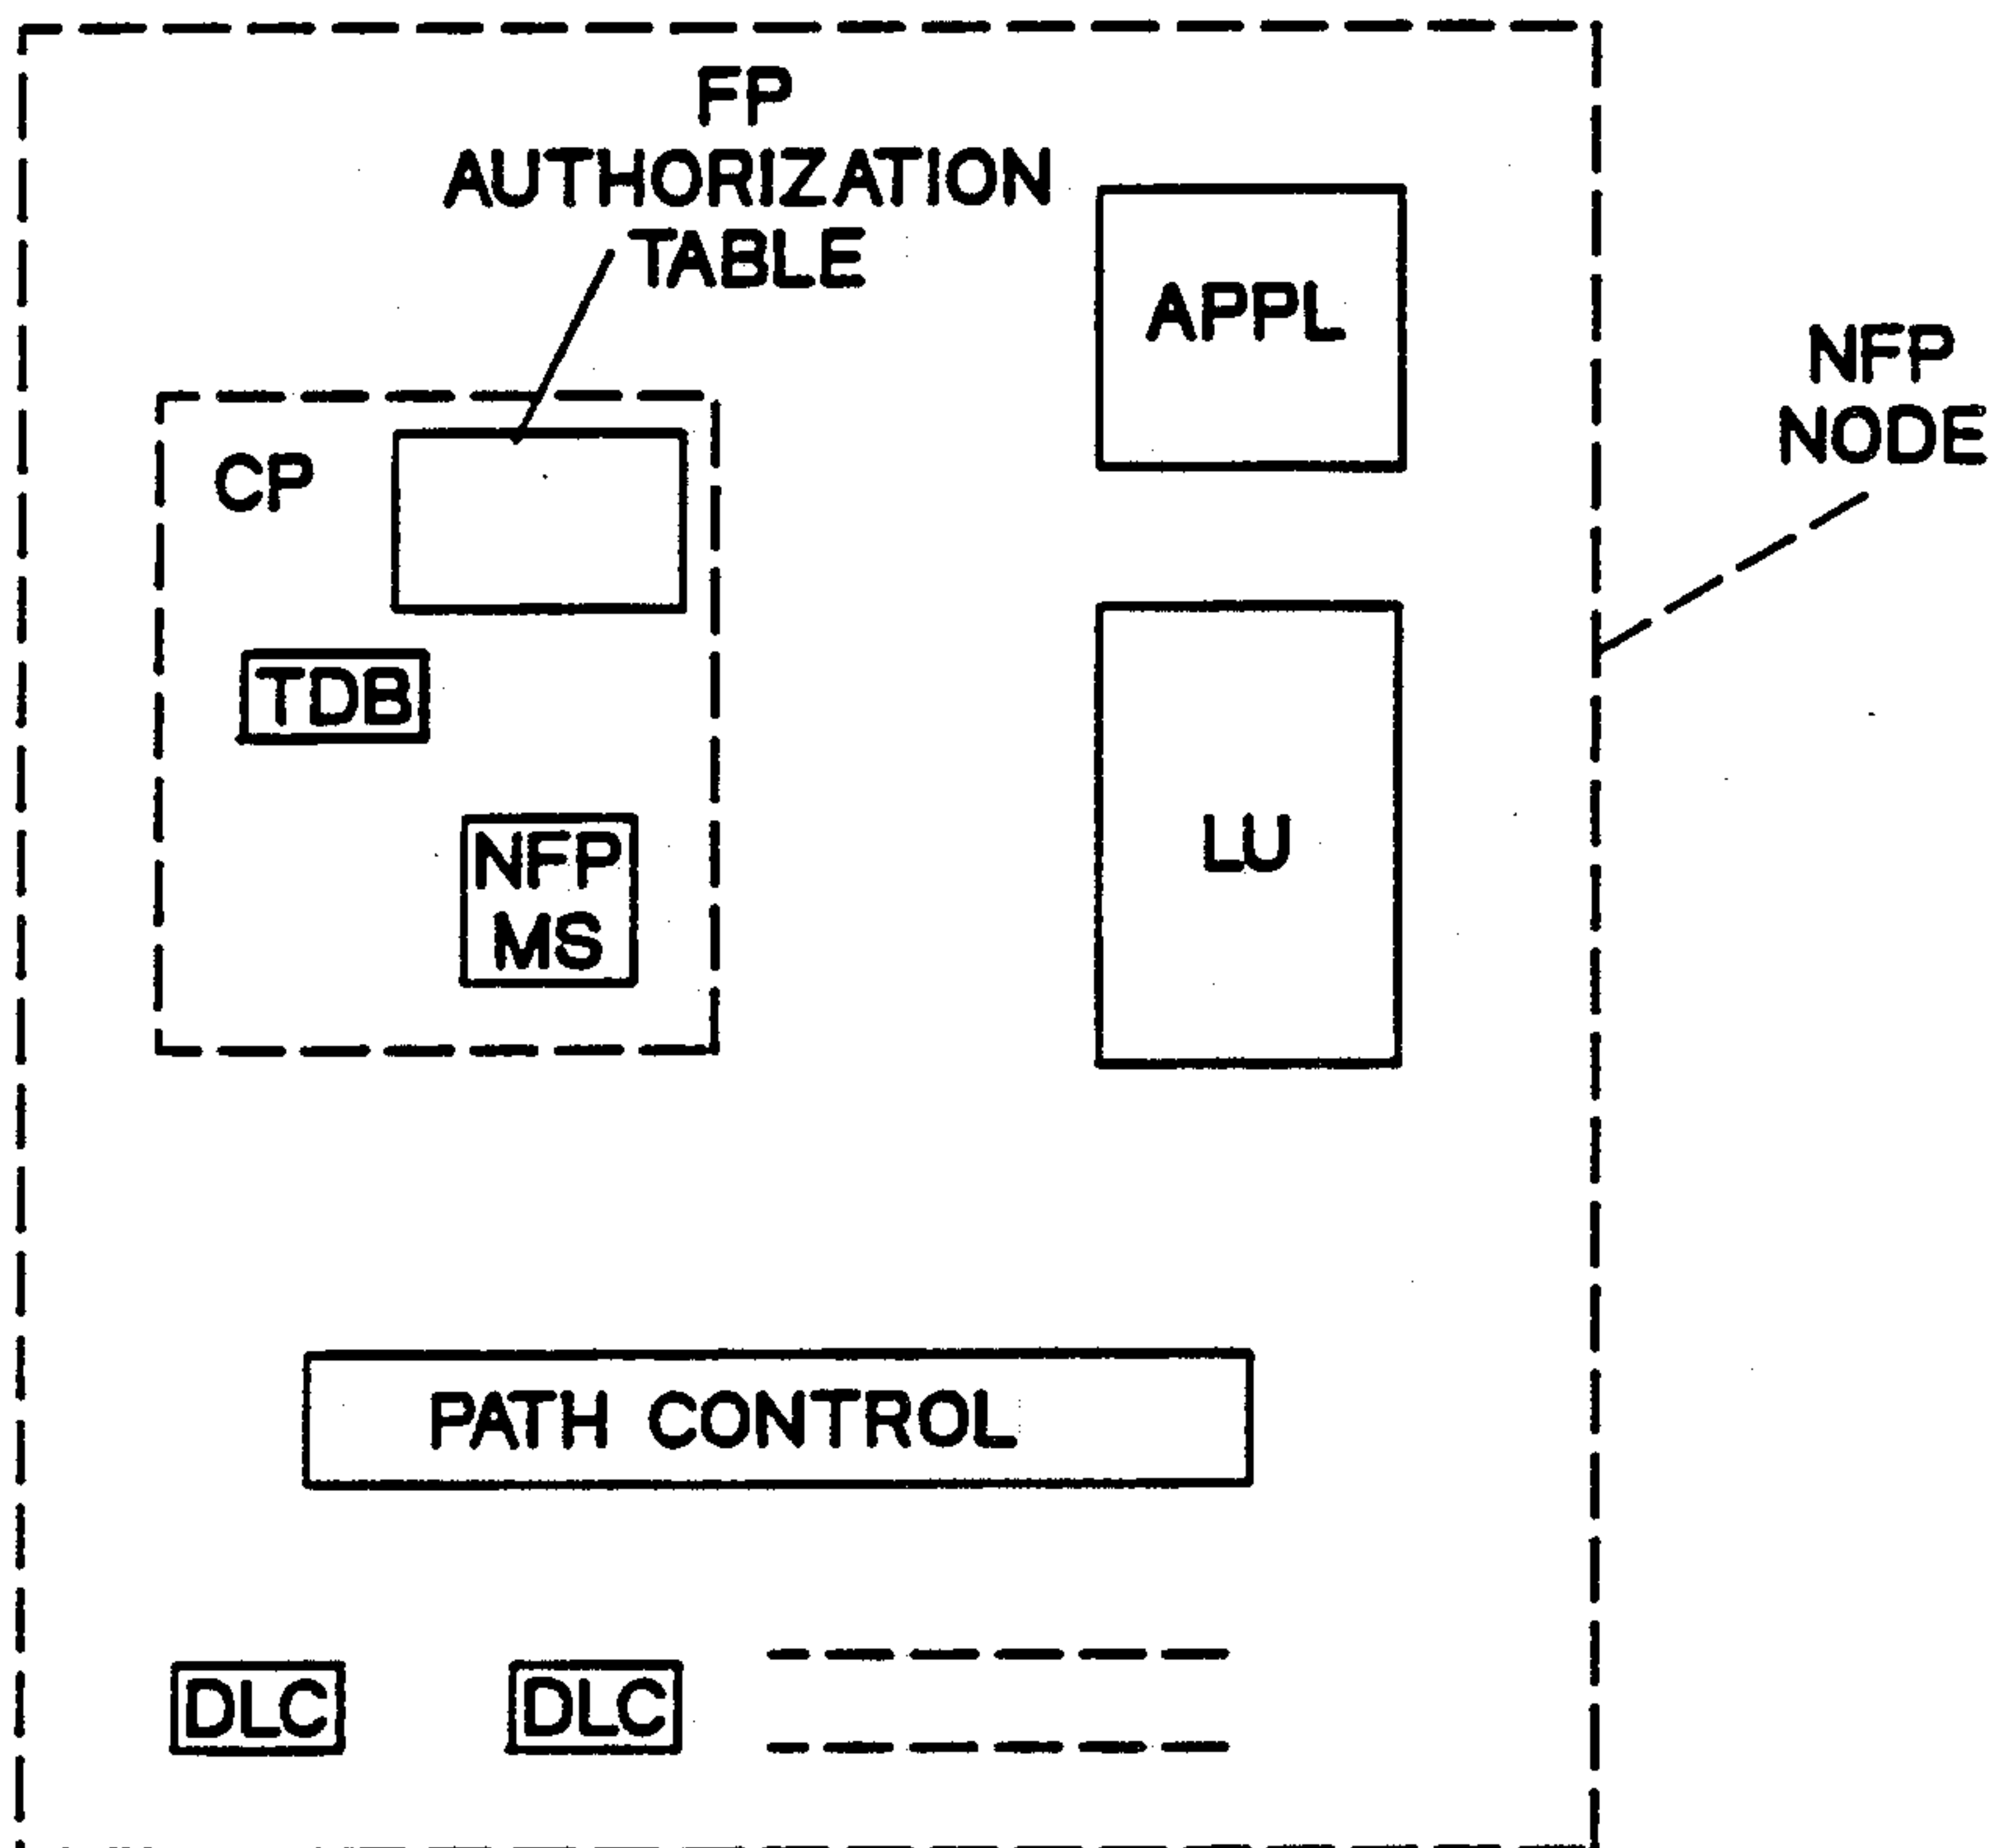 FP
AUTHORIZATION
TABLE
APPL
NFP
NODE
CP
TDB
NFP
MS
LU
PATH CONTROL
DLC
DLC